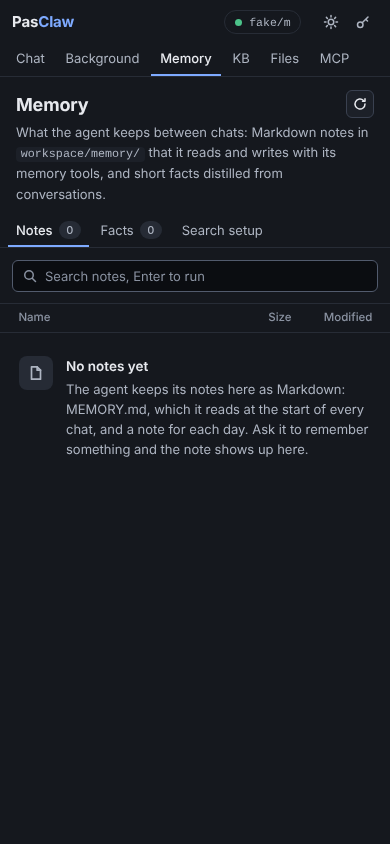 PasClaw
fake/m
Chat Background Memory KB Files MCP
Memory
What the agent keeps between chats: Markdown notes in
workspace/memory/ that it reads and writes with its
memory tools, and short facts distilled from
conversations.
Notes 0 Facts 0 Search setup
Search notes, Enter to run
Name Size Modified
No notes yet
The agent keeps its notes here as Markdown:
MEMORY.md, which it reads at the start of every
chat, and a note for each day. Ask it to remember
something and the note shows up here.